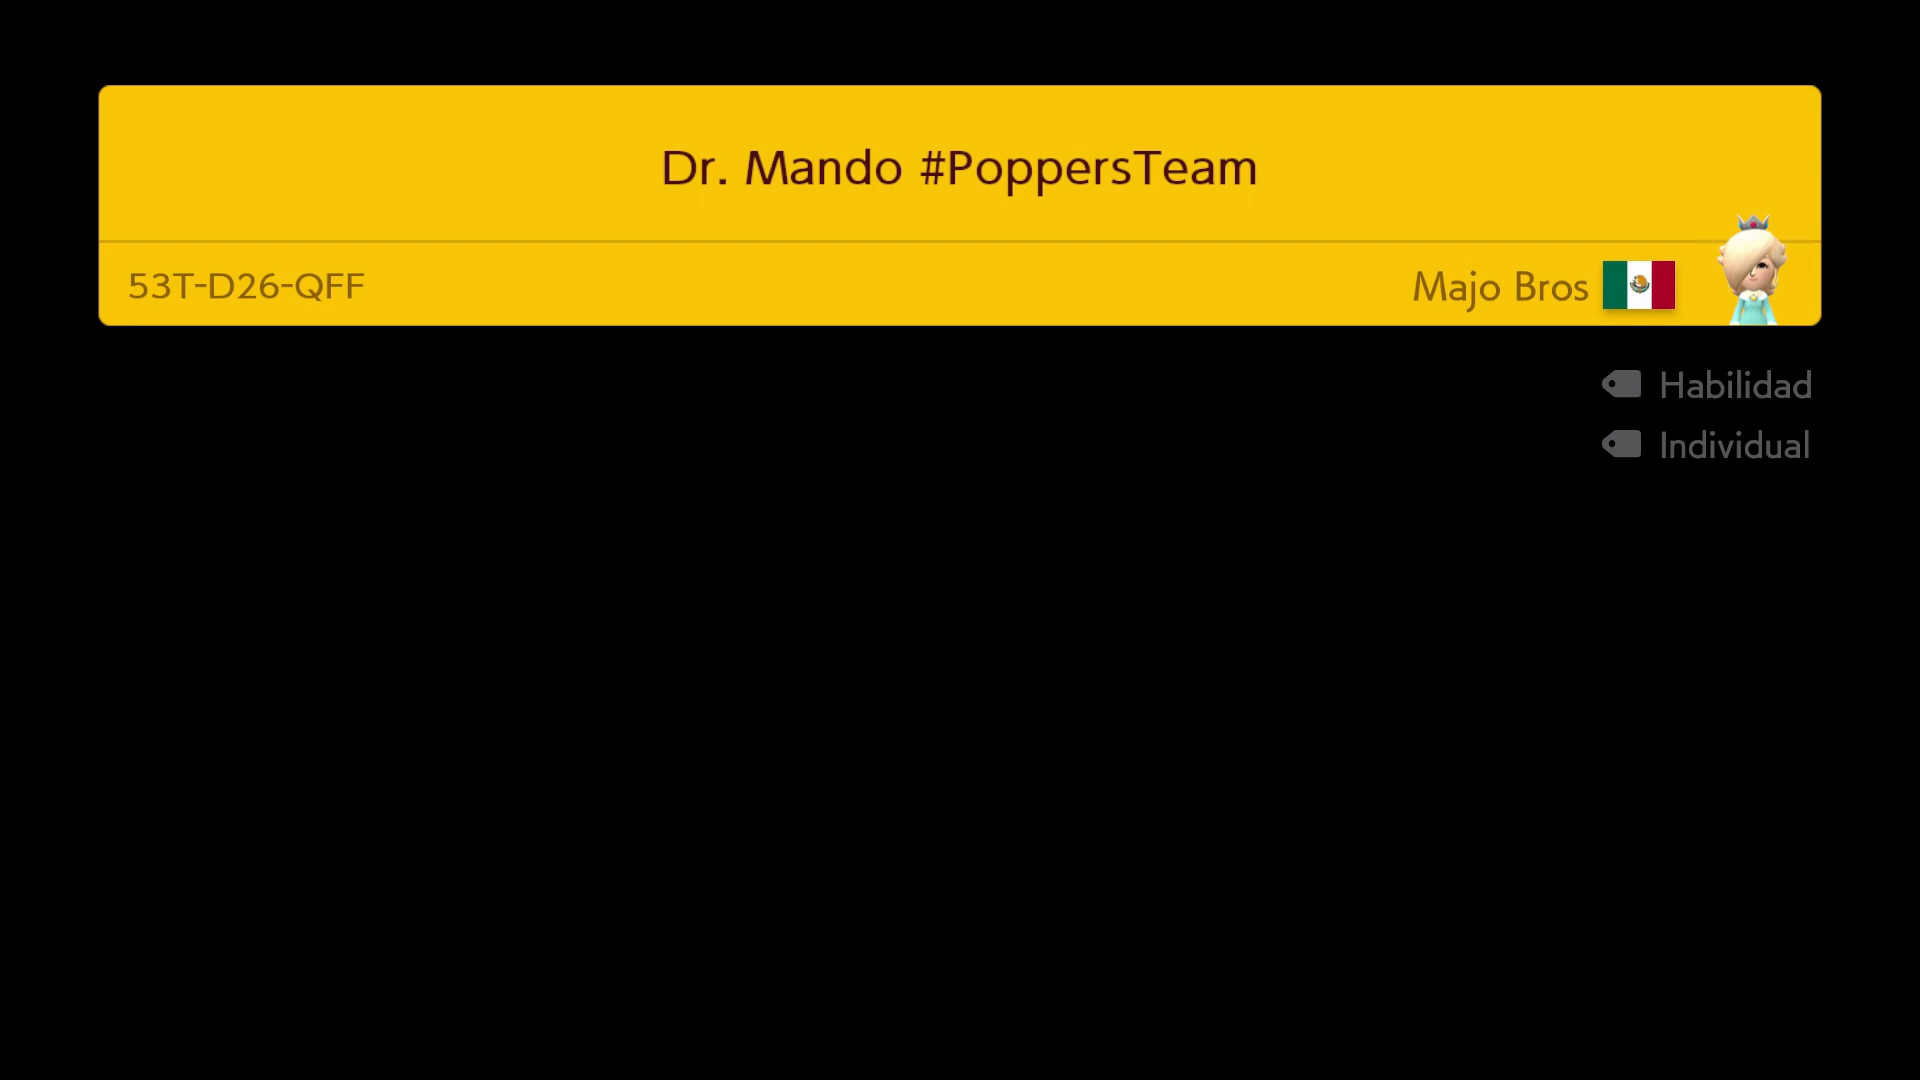 Dr. Mando #PoppersTeam
53T-D26-QFF
Majo Bros
Habilidad
Individual